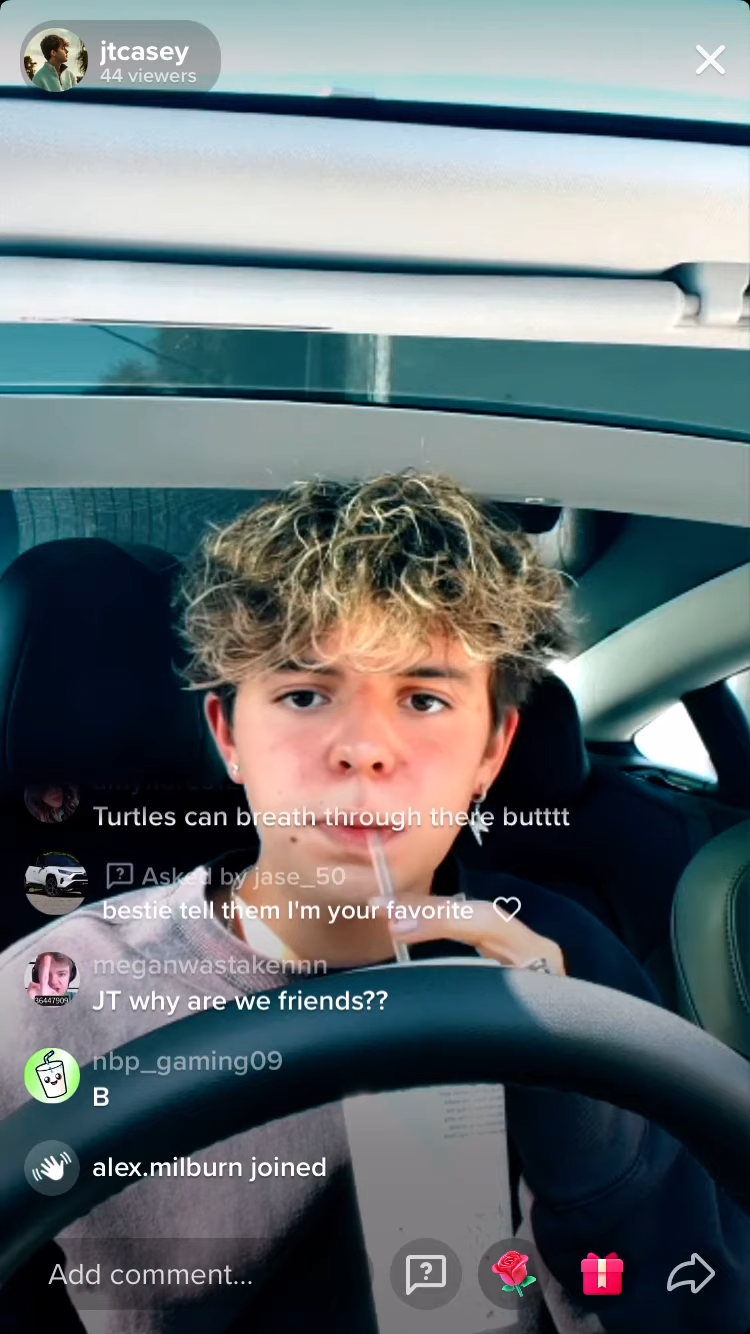 jtcasey
44 viewers
Turtles can breath through there butttt
Asked by jase_50
bestie tell them I'm your favorite
meganwastakennn
36447909
JT why are we friends??
nbp_gaming09
B
alex.milburn joined
Add comment...